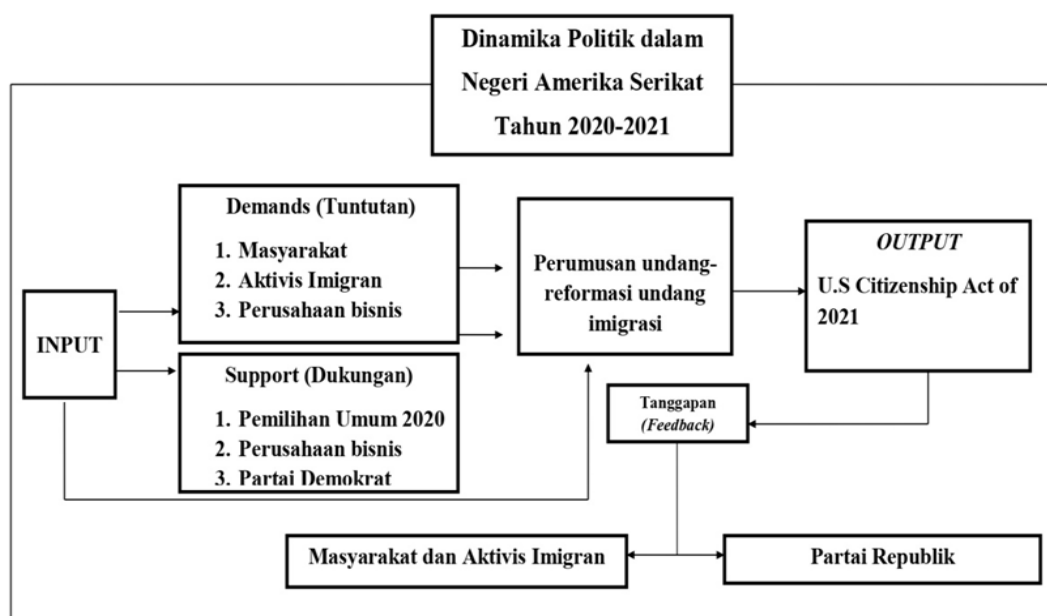 Dinamika Politik dalam
Negeri Amerika Serikat
Tahun 2020-2021
Demands (Tuntutan)
1. Masyarakat
2. Aktivis Imigran
3. Perusahaan bisnis
Perumusan undang-
reformasi undang
imigrasi
OUTPUT
U.S Citizenship Act of
2021
INPUT
Support (Dukungan)
1. Pemilihan Umum 2020
2. Perusahaan bisnis
3. Partai Demokrat
Tanggapan
(Feedback)
Masyarakat dan Aktivis Imigran
Partai Republik